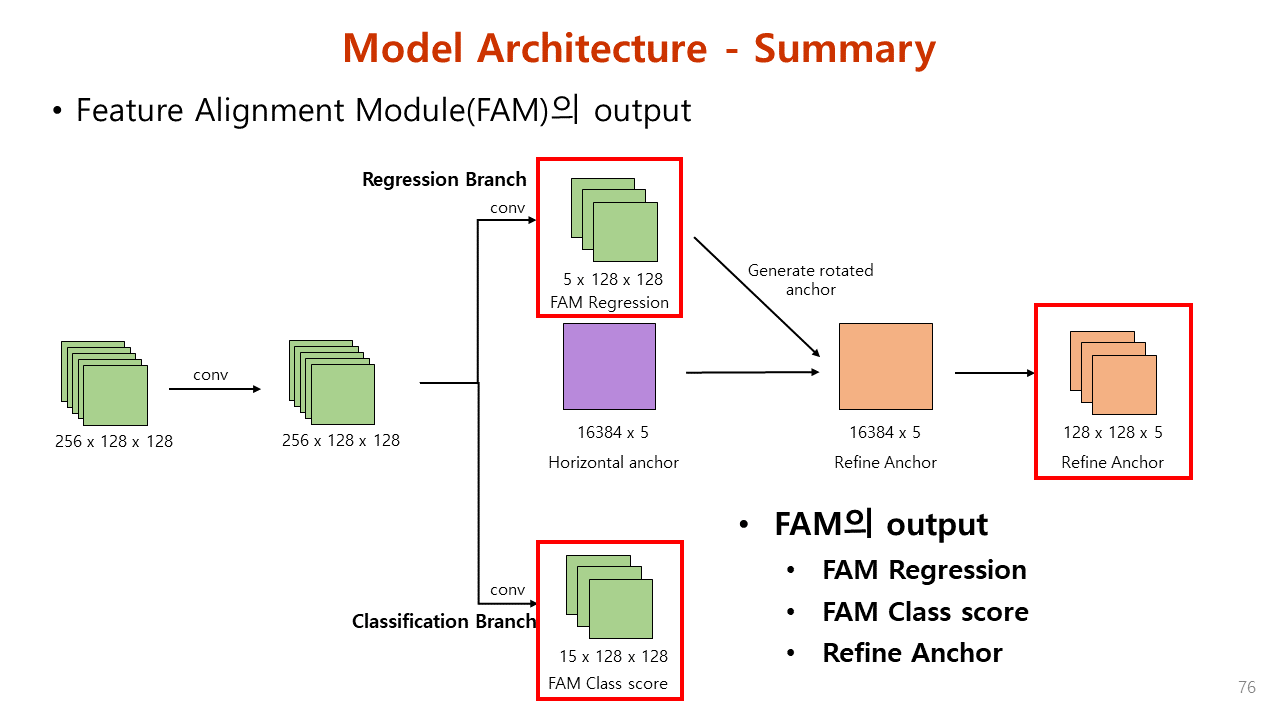 Model Architecture - Summary
• Feature Alignment Module(FAM)의 output
Regression Branch
conv
5 x 128 x 128
FAM Regression
Generate rotated
anchor
conv
256 x 128 x 128
256 x 128 x 128
16384 x 5
Horizontal anchor
16384 x 5
Refine Anchor
128 x 128 x 5
Refine Anchor
conv
Classification Branch
15 x 128 x 128
FAM Class score
• FAM의 output
• FAM Regression
• FAM Class score
• Refine Anchor
76